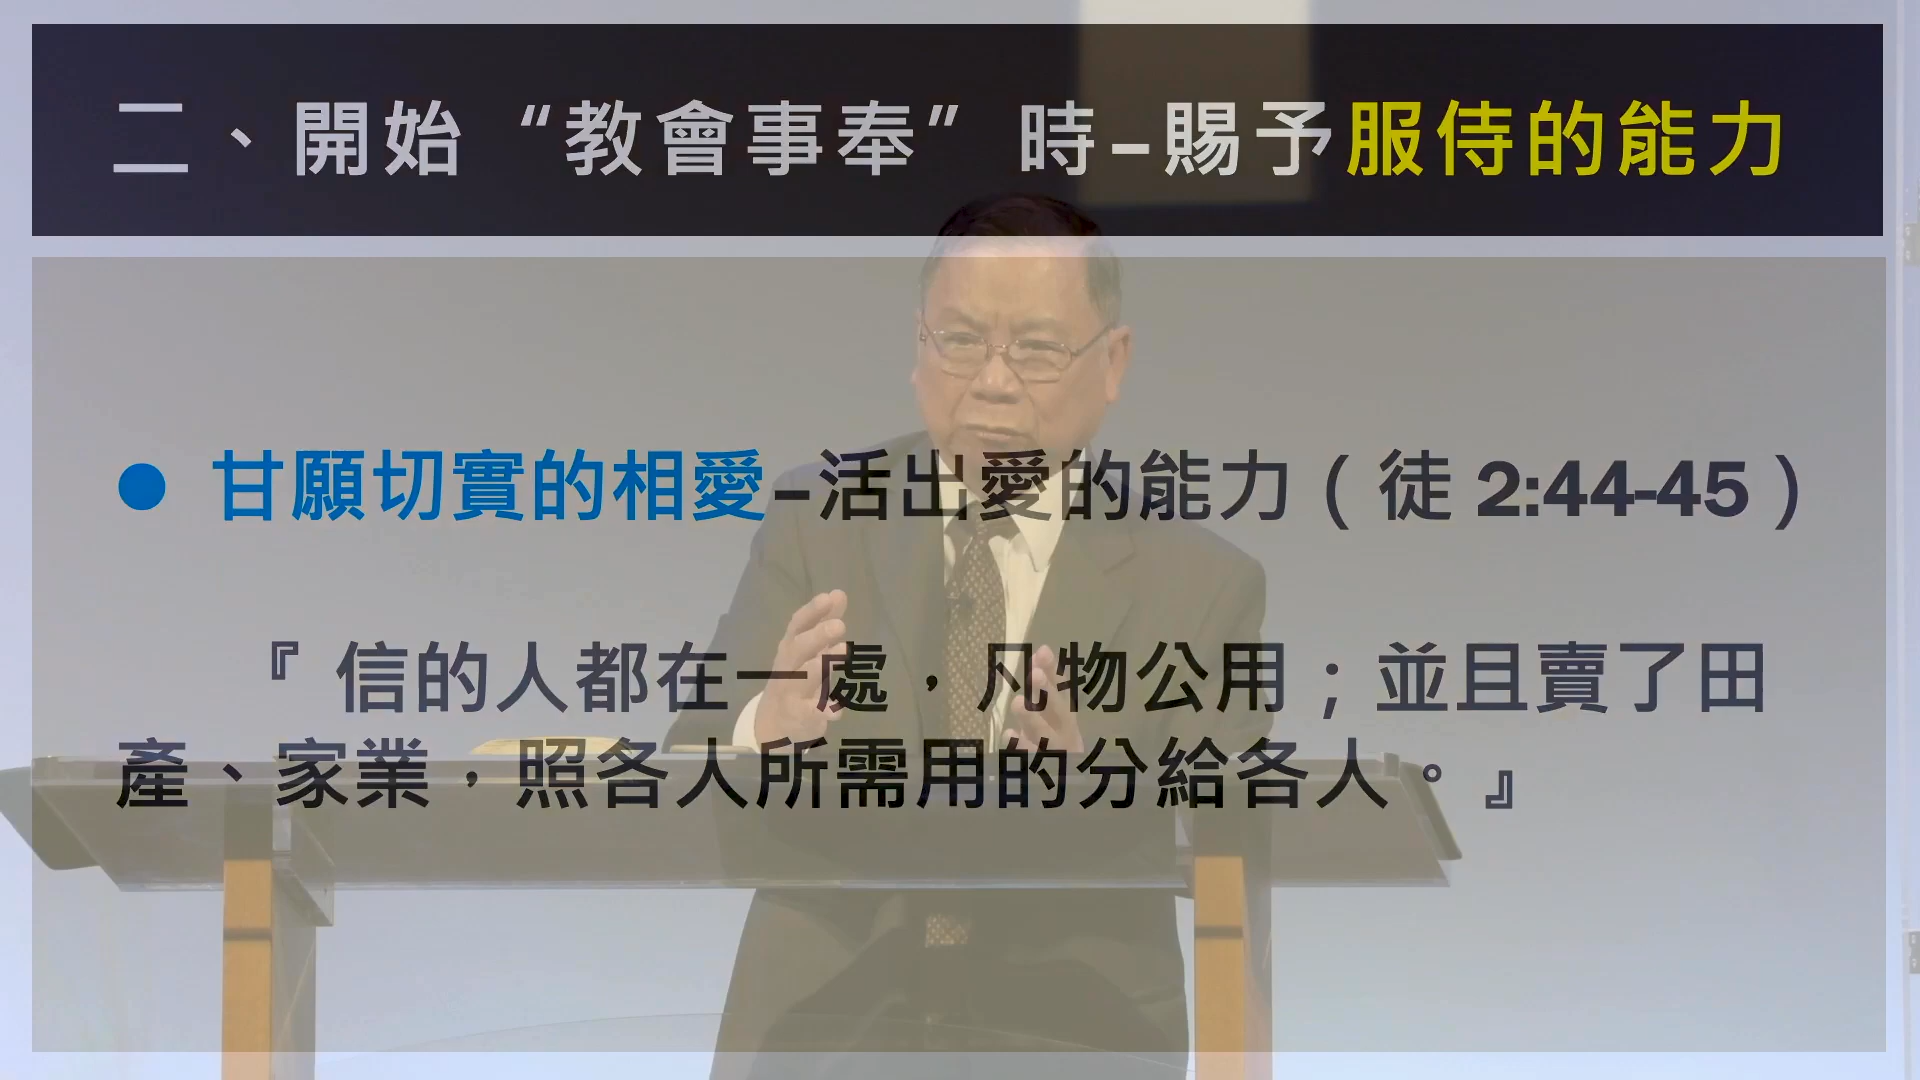 二、開始 “教會事奉” 時–賜予服侍的能力
● 甘願切實的相愛–活出愛的能力（徒 2:44-45）
『 信的人都在一處，凡物公用；並且賣了田
產、家業，照各人所需用的分給各人。』